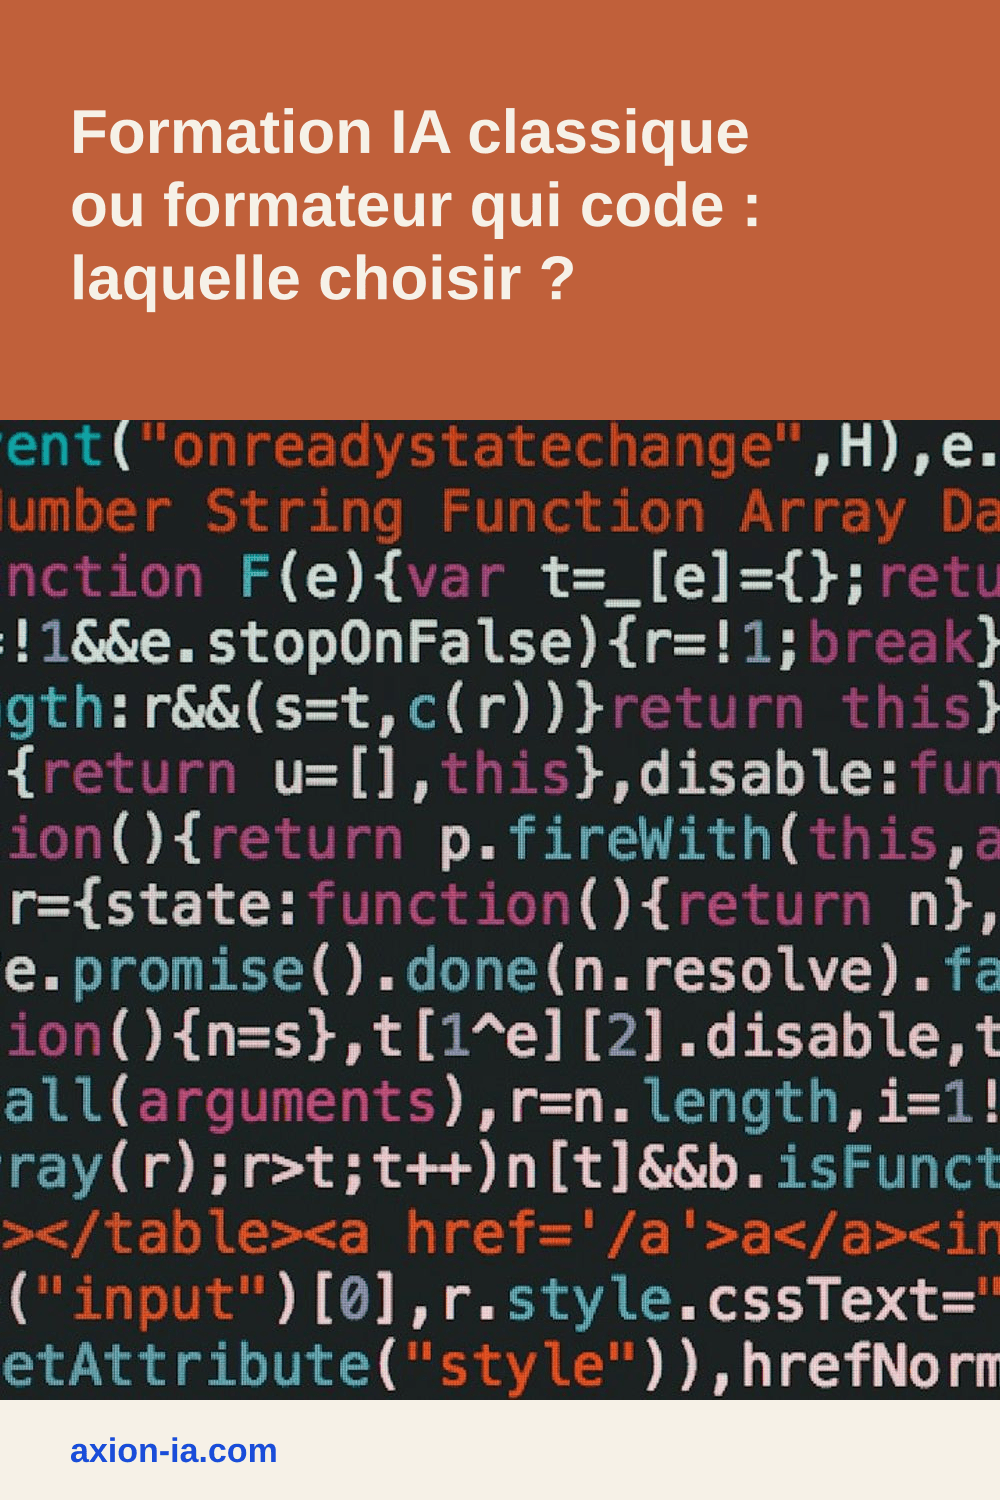 Formation IA classique
ou formateur qui code :
laquelle choisir ?
ent("onreadystatechange",H),e.
umber String Function Array Da
nction F(e){var t=_[e]={};retu
=!1&&e.stopOnFalse){r=!1;break}
gth:r&&(s=t,c(r))}return this}
{return u=[],this},disable:fun
ion(){return p.fireWith(this,a
r={state:function(){return n},
e.promise().done(n.resolve).fa
ion(){n=s},t[1^e][2].disable,t
all(arguments),r=n.length,i=1!
ray(r);r>t;t++)n[t]&&b.isFunct
></table><a href='/a'>a</a><in
("input")[0],r.style.cssText="
etAttribute("style")),hrefNorm
axion-ia.com